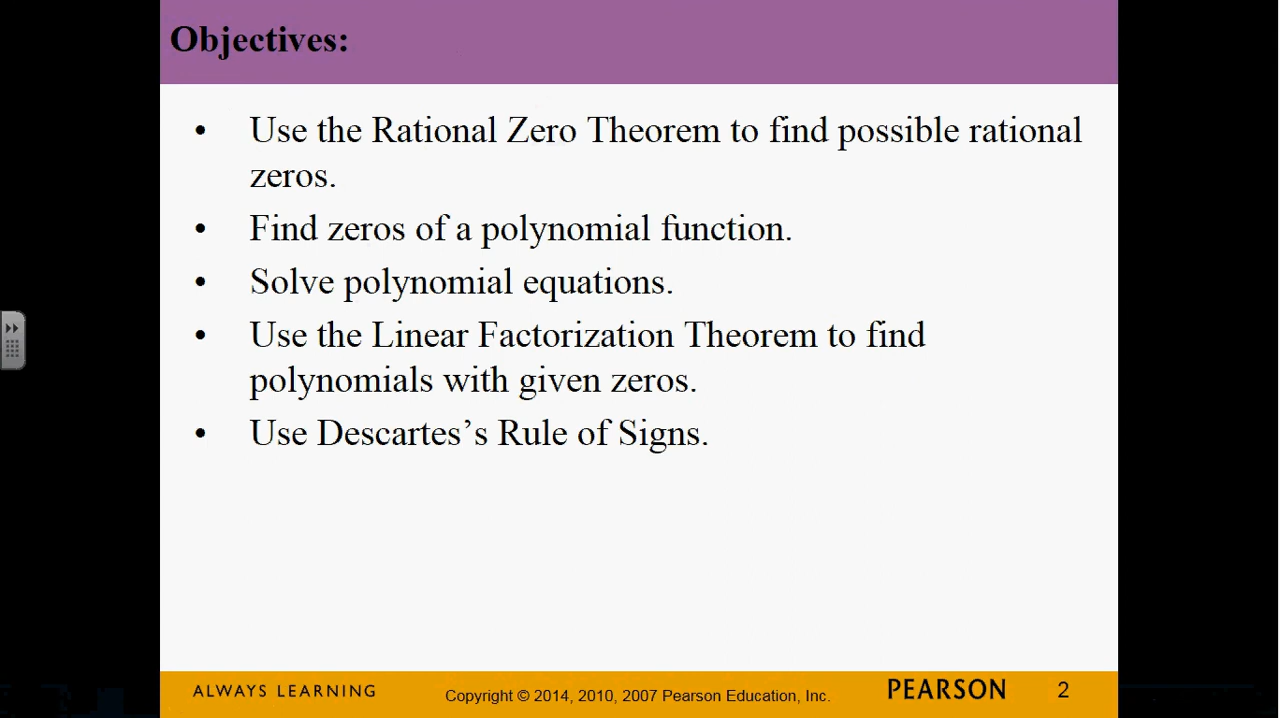 Objectives:
• Use the Rational Zero Theorem to find possible rational
zeros.
• Find zeros of a polynomial function.
• Solve polynomial equations.
• Use the Linear Factorization Theorem to find
polynomials with given zeros.
• Use Descartes’s Rule of Signs.
ALWAYS LEARNING Copyright © 2014, 2010, 2007 Pearson Education, Inc. PEARSON 2